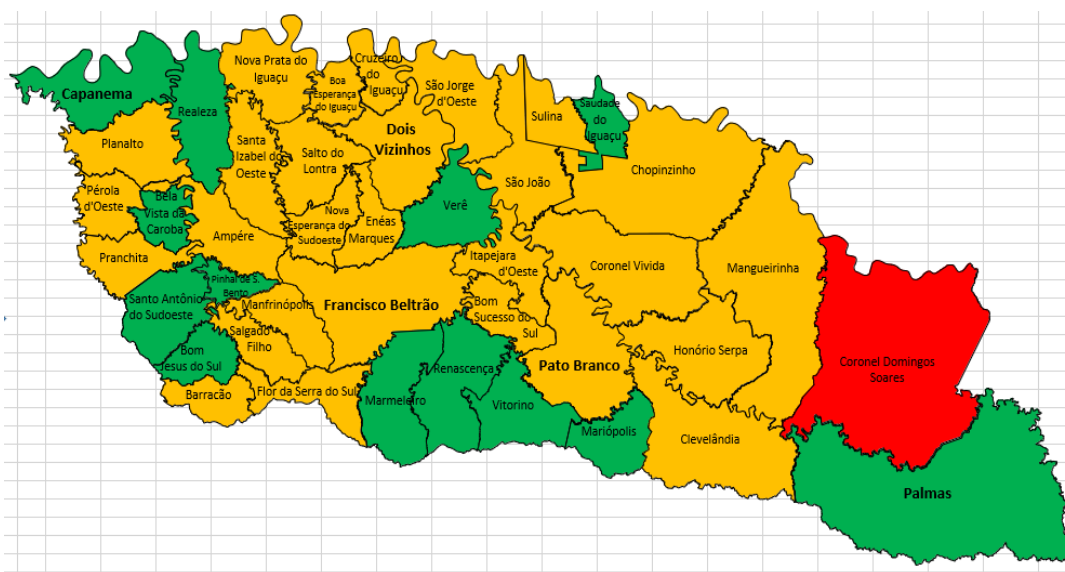 Nova Prata do
Iguaçu
Cruzeiro
do
Iguaçu
Boa
Esperança
do Iguaçu
São Jorge
d'Oeste
Capanema
Realeza
Sulina
Saudade
do
Iguaçu
Planalto
Santa
Izabel do
Oeste
Salto do
Lontra
Dois
Vizinhos
Chopinzinho
São João
Pérola
d'Oeste
Bela
Vista da
Caroba
Verê
Nova
Esperança do
Sudoeste
Enéas
Marques
Ampére
Pranchita
Itapejara
d'Oeste
Coronel Vivida
Mangueirinha
Pinhal de S.
Bento
Santo Antônio
do Sudoeste
Manfrinópolis
Francisco Beltrão
Bom
Sucesso do
Sul
Salgado
Filho
Bom
Jesus do Sul
Honório Serpa
Coronel Domingos
Soares
Pato Branco
Renascença
Barracão
Flor da Serra do Sul
Marmeleiro
Vitorino
Mariópolis
Clevelândia
Palmas